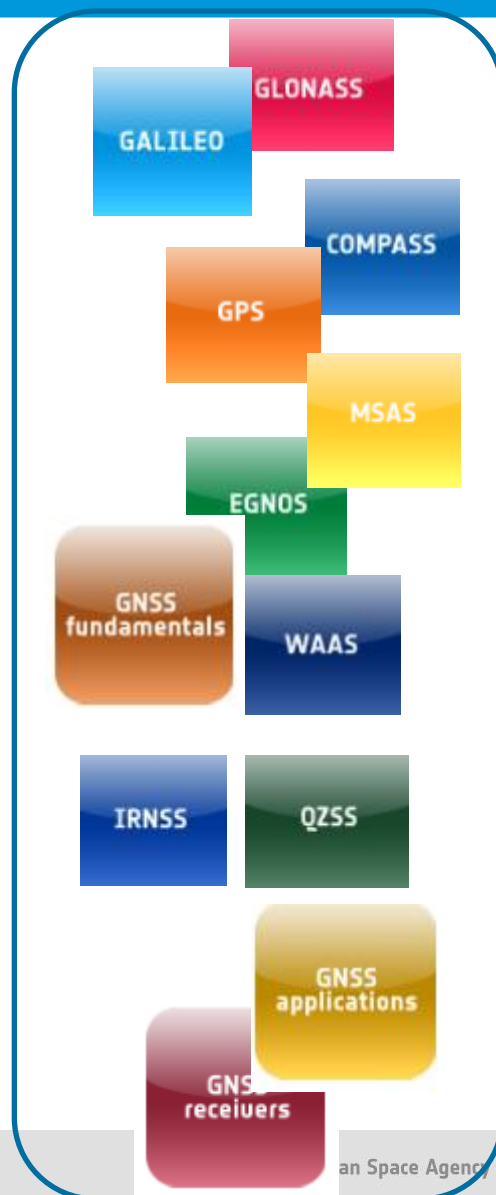 GLONASS
GALILEO
COMPASS
GPS
MSAS
EGNOS
GNSS
fundamentals
WAAS
IRNSS
QZSS
GNSS
applications
GNSS
receivers
an Space Agency